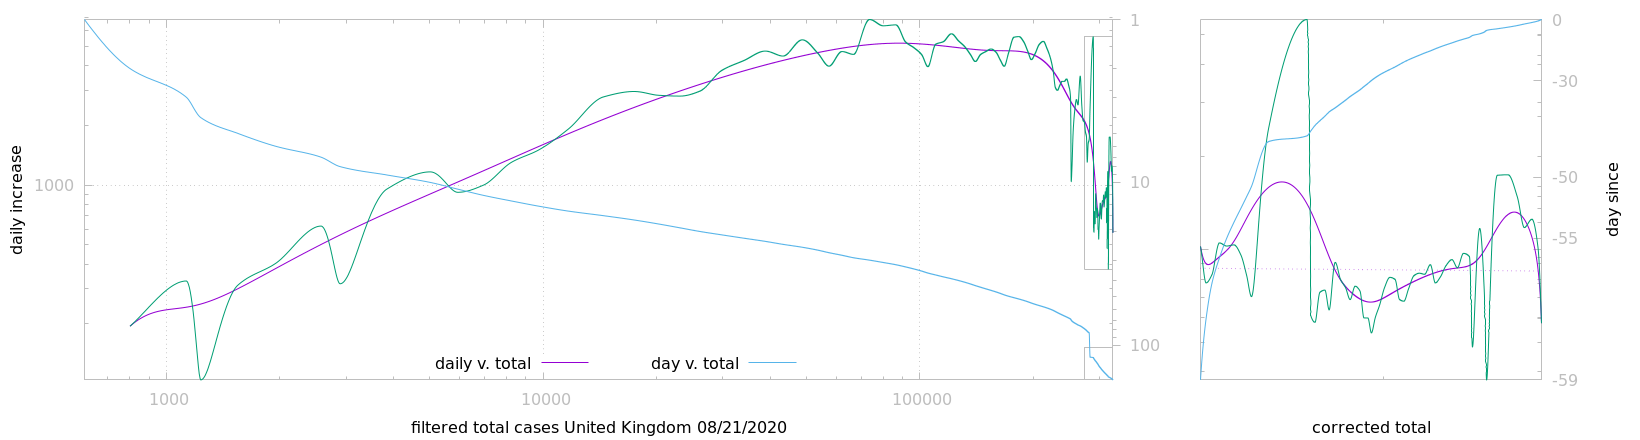 daily increase
1000
daily v. total
day v. total
1000
10000
100000
filtered total cases United Kingdom 08/21/2020
1
10
100
0
-30
-50
-55
-59
day since
corrected total